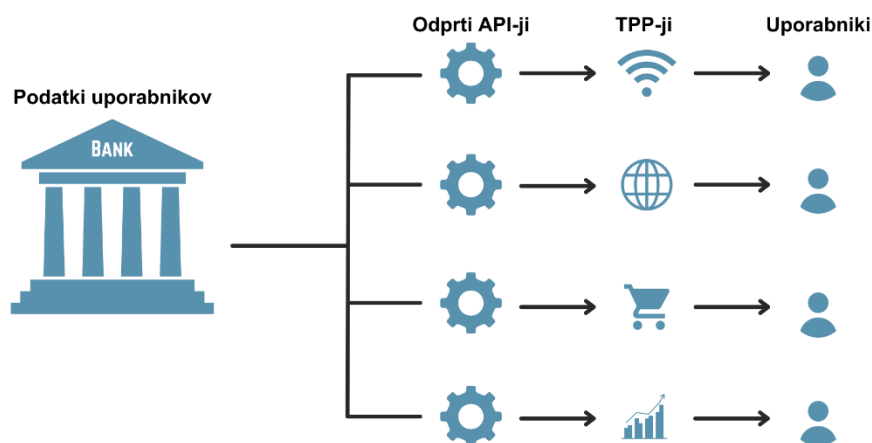 Odprti API-ji
TPP-ji
Uporabniki
Podatki uporabnikov
BANK